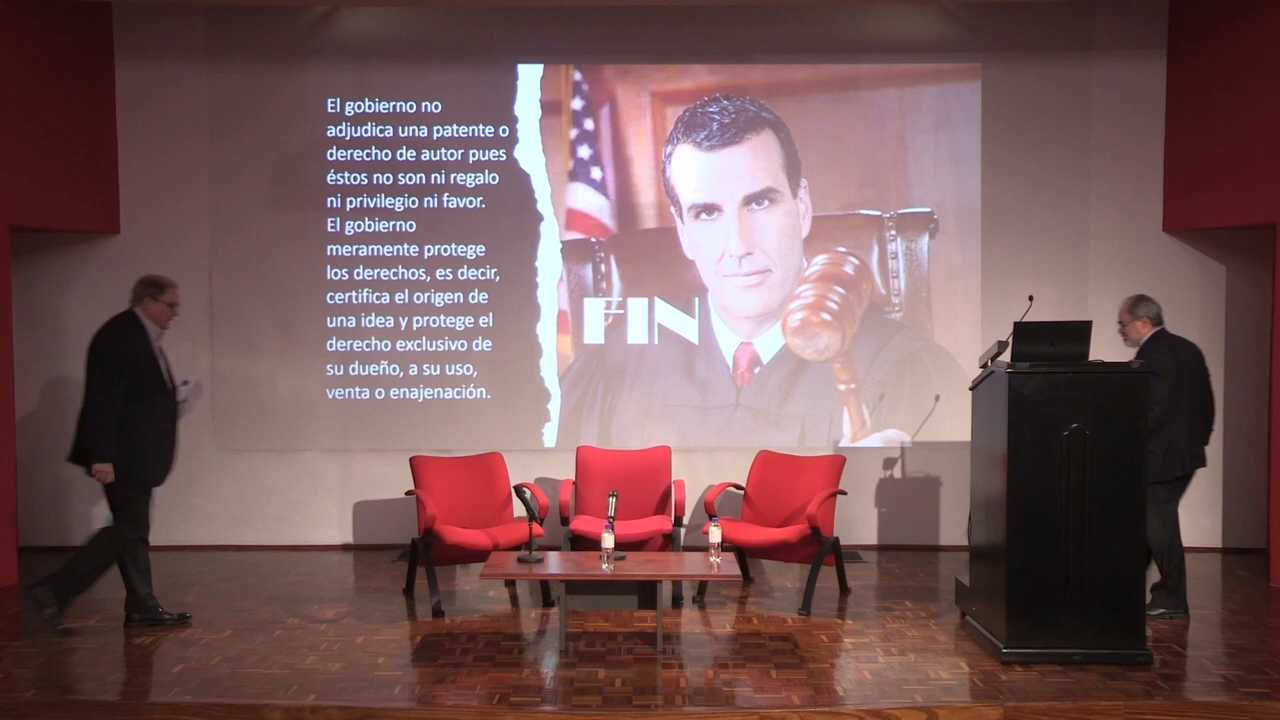 El gobierno no
adjudica una patente o
derecho de autor pues
éstos no son ni regalo
ni privilegio ni favor.
El gobierno
meramente protege
los derechos, es decir,
certifica el origen de
una idea y protege el
derecho exclusivo de
su dueño, a su uso,
venta o enajenación.
FIN